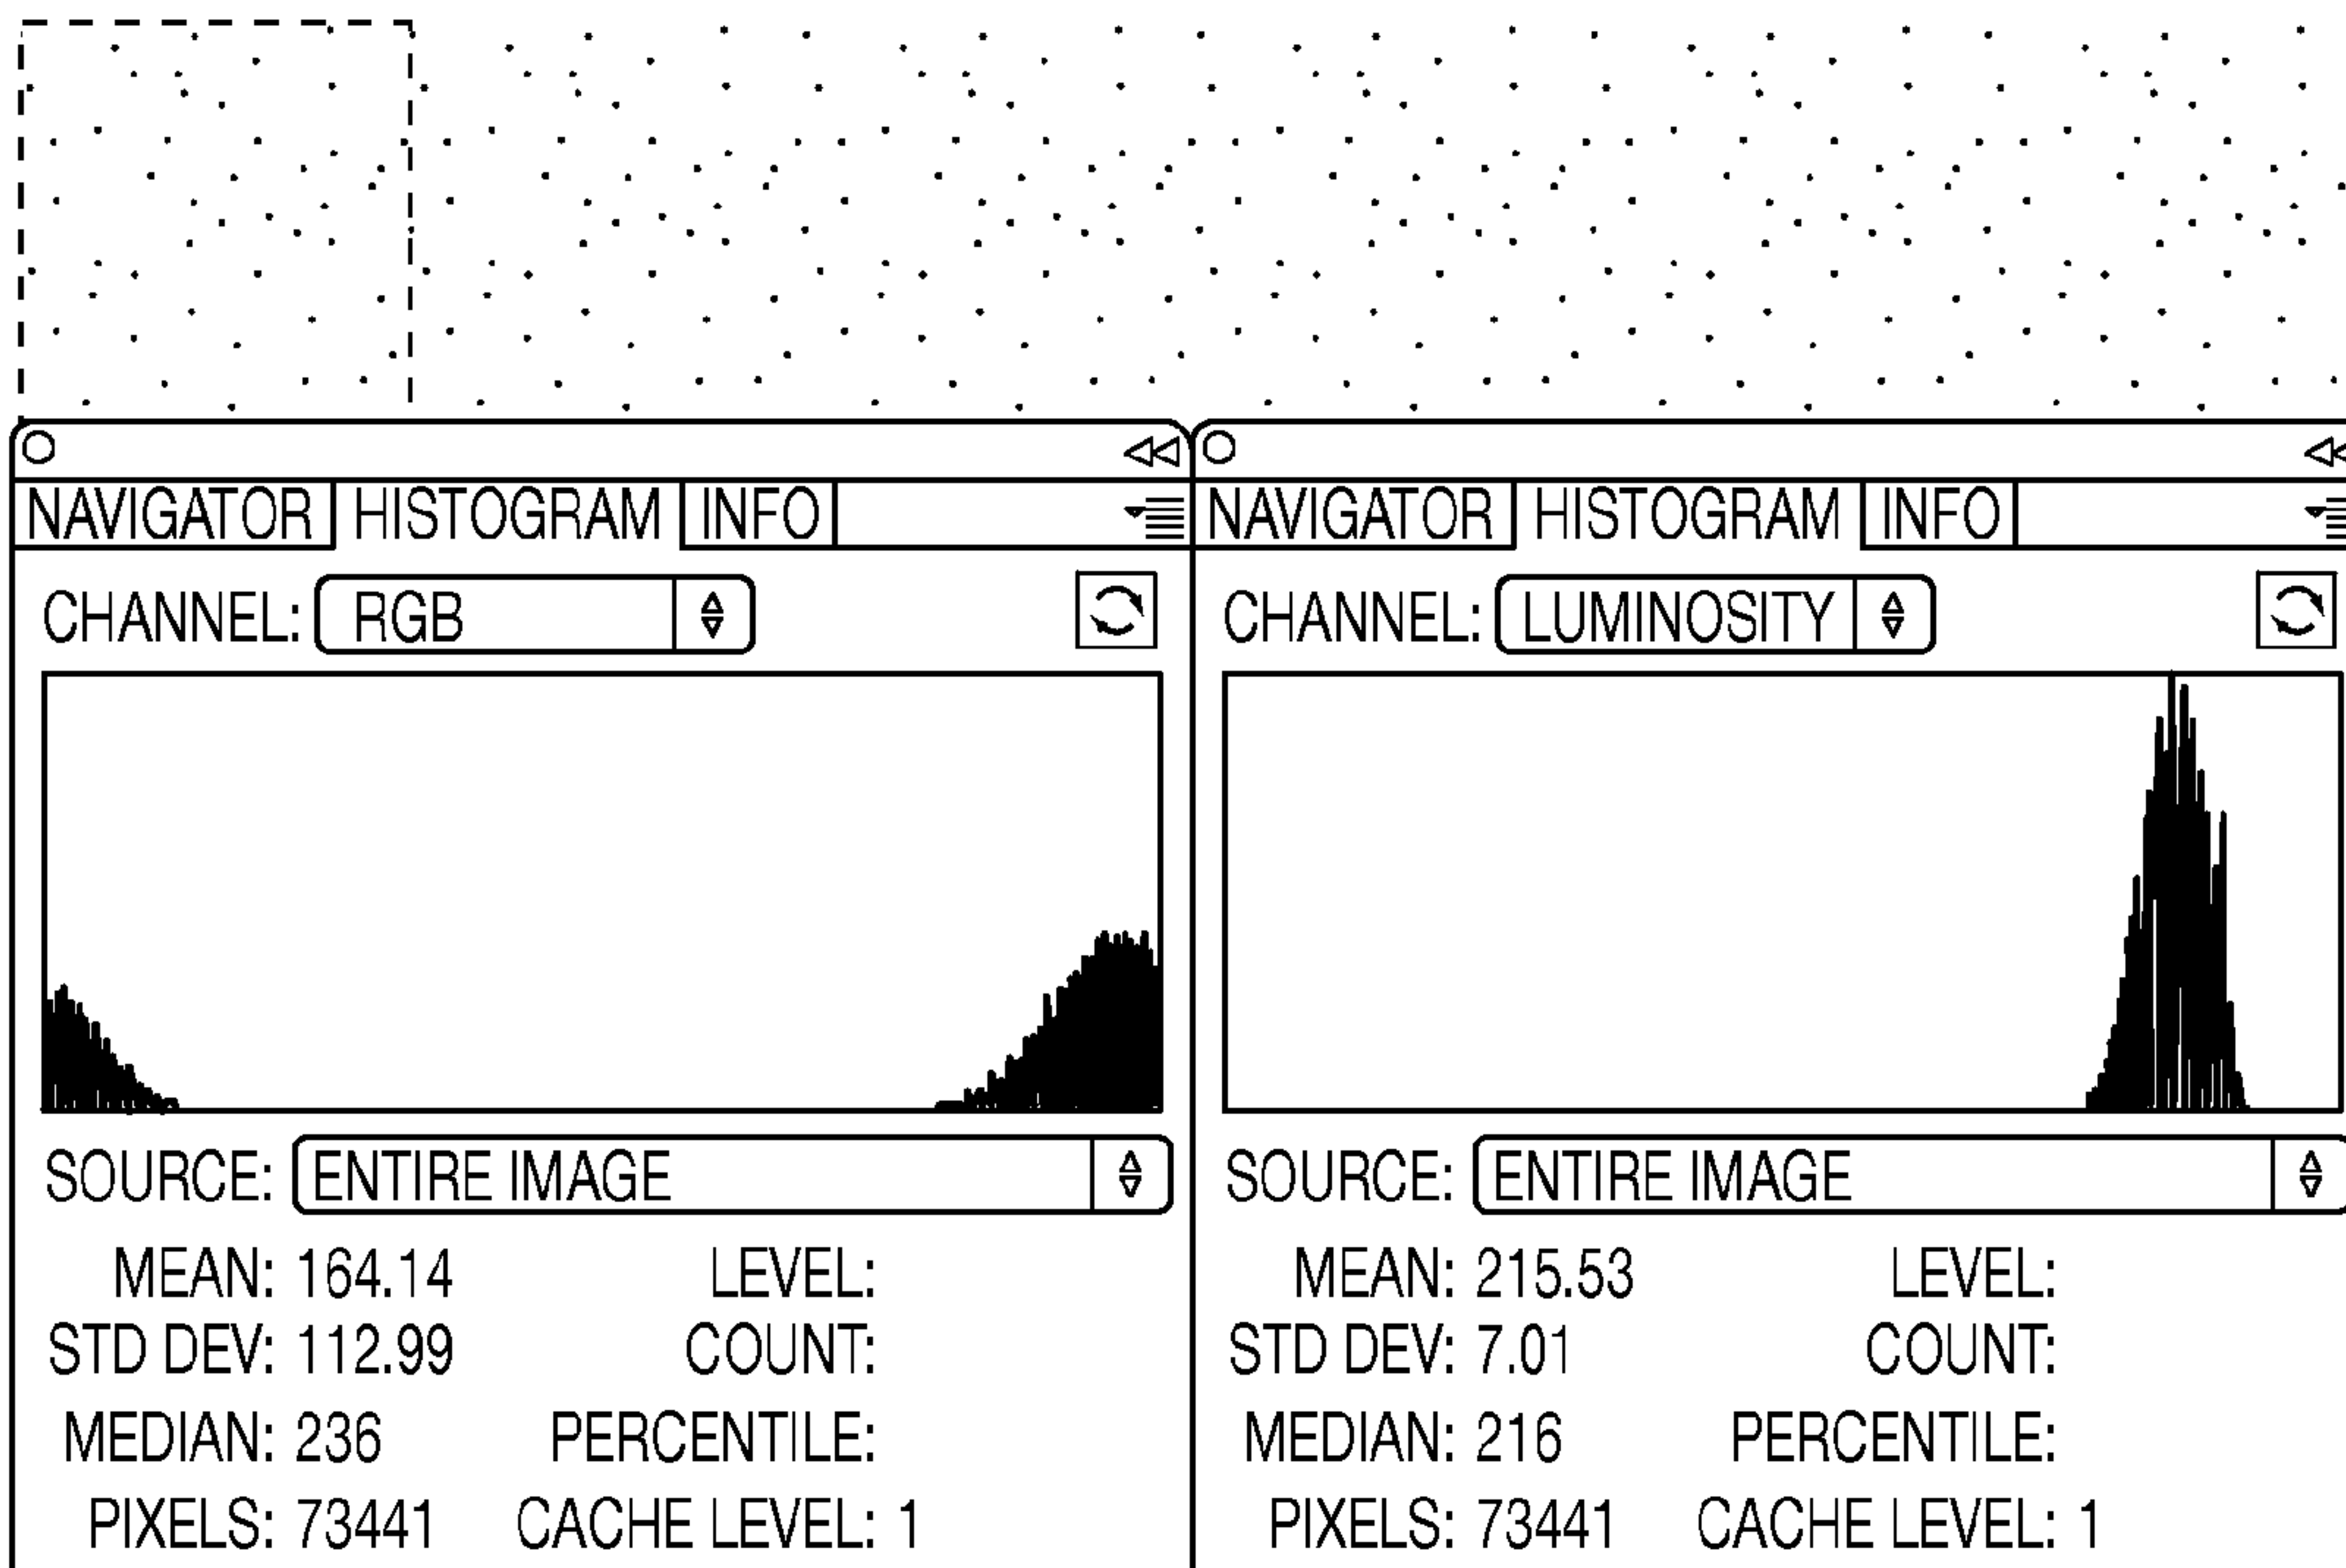 NAVIGATOR HISTOGRAM INFO
CHANNEL: RGB
SOURCE: ENTIRE IMAGE
MEAN: 164.14 LEVEL:
STD DEV: 112.99 COUNT:
MEDIAN: 236 PERCENTILE:
PIXELS: 73441 CACHE LEVEL: 1
NAVIGATOR HISTOGRAM INFO
CHANNEL: LUMINOSITY
SOURCE: ENTIRE IMAGE
MEAN: 215.53 LEVEL:
STD DEV: 7.01 COUNT:
MEDIAN: 216 PERCENTILE:
PIXELS: 73441 CACHE LEVEL: 1